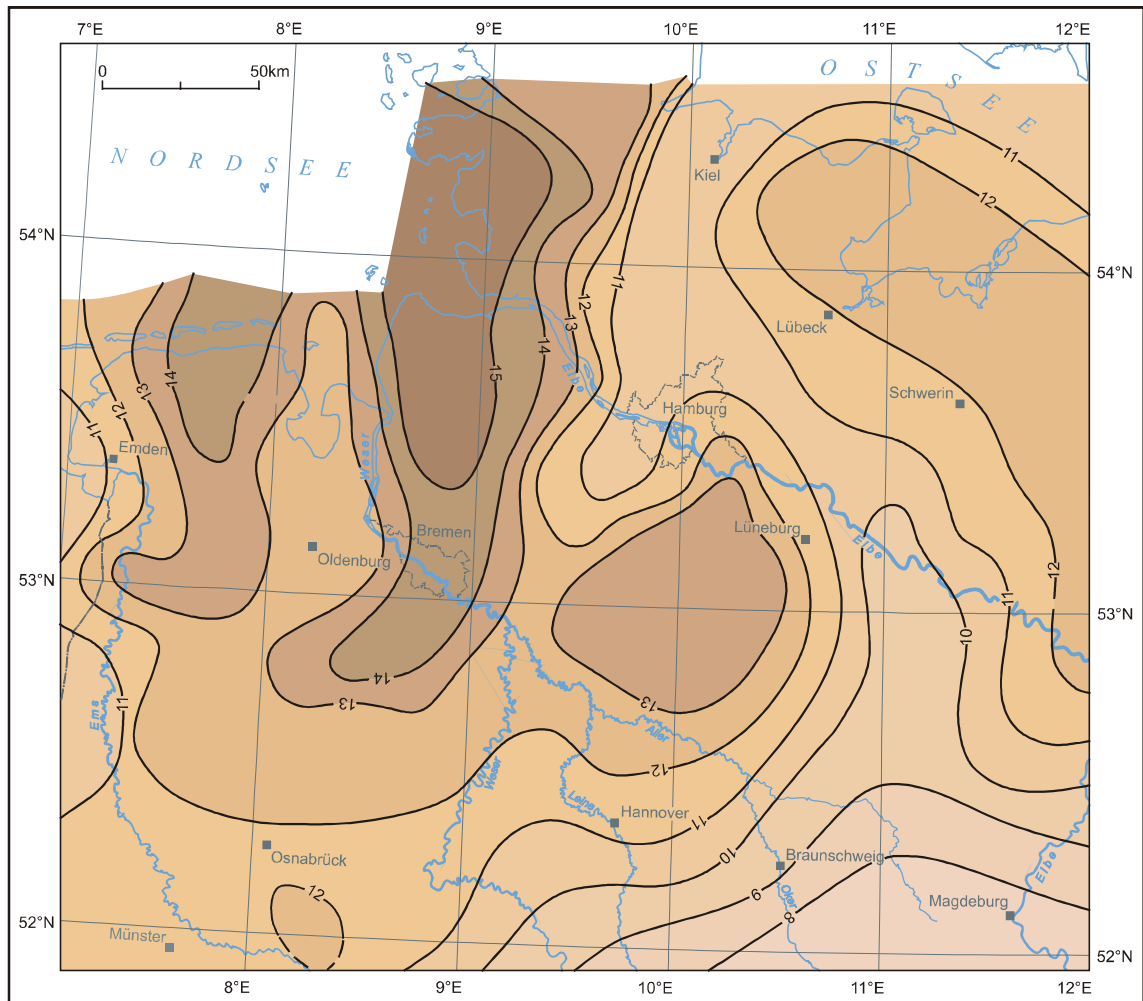 7°E 8°E 9°E 10°E 11°E 12°E
0 50km
OSTSEE
NORDSEE
Kiel
11
12
54°N 54°N
11
12
13
14
15
Lübeck
Elbe
Schwerin
Hamburg
14
13
12
11
Emden
Weser
Bremen
Oldenburg
Lüneburg
Elbe
12
11
10
53°N 53°N
14
13
13
11
Ems
Aller
12
Weser
Leine
Hannover
11
10
9
8
Braunschweig
Oker
Elbe
Magdeburg
Osnabrück
12
Münster
52°N 52°N
8°E 9°E 10°E 11°E 12°E